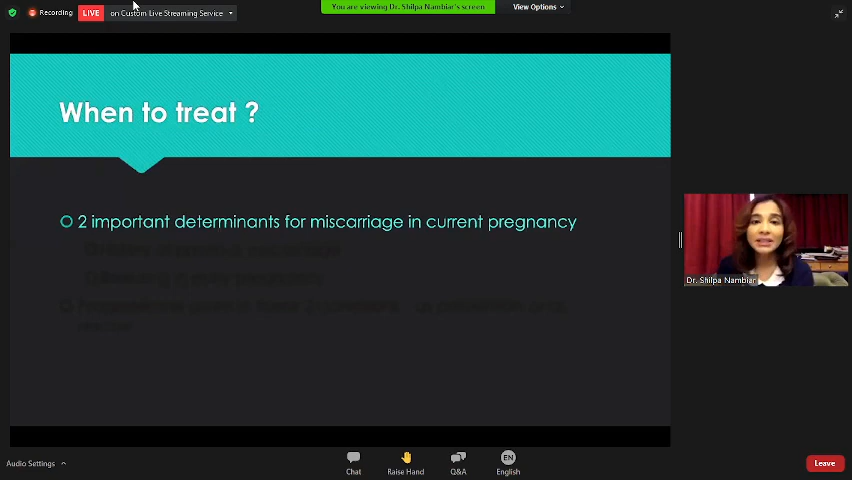 Recording
LIVE
on Custom Live Streaming Service
You are viewing Dr. Shilpa Nambiar's screen
View Options
When to treat ?
2 important determinants for miscarriage in current pregnancy
Dr. Shilpa Nambiar
Audio Settings
Chat
Raise Hand
Q&A
EN
English
Leave